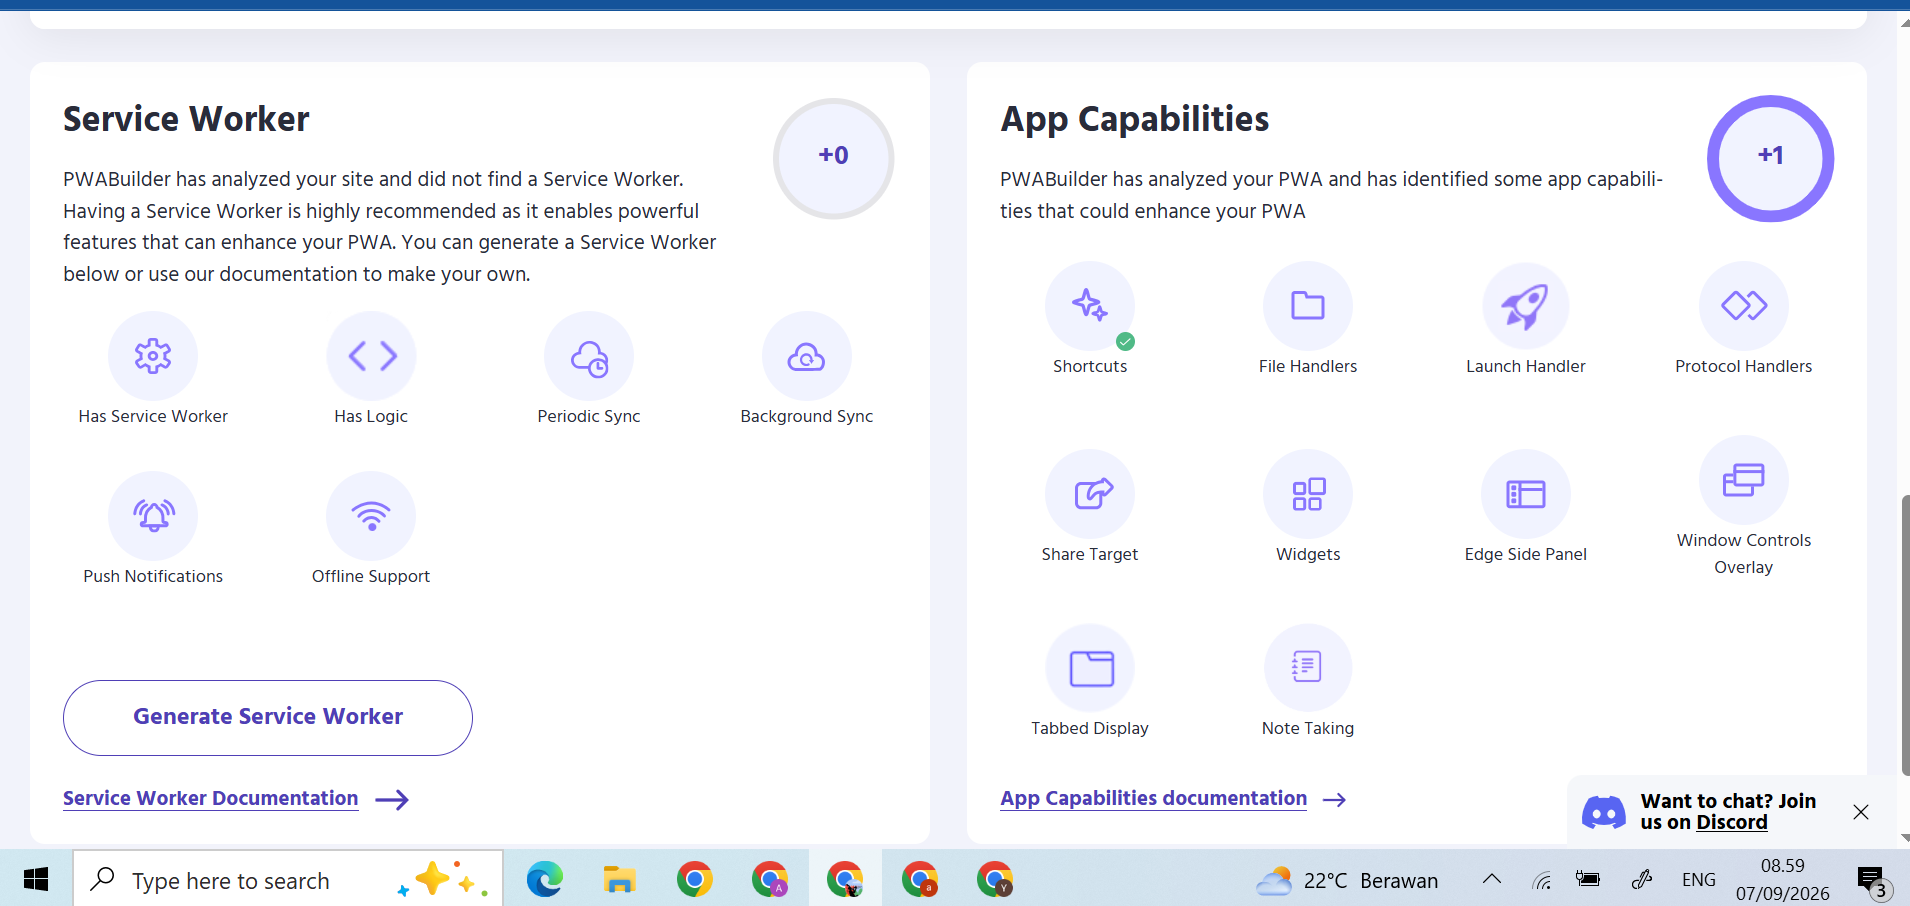 Service Worker
+0
PWABuilder has analyzed your site and did not find a Service Worker.
Having a Service Worker is highly recommended as it enables powerful
features that can enhance your PWA. You can generate a Service Worker
below or use our documentation to make your own.
Has Service Worker
Has Logic
Periodic Sync
Background Sync
Push Notifications
Offline Support
Generate Service Worker
Service Worker Documentation
App Capabilities
+1
PWABuilder has analyzed your PWA and has identified some app capabili-
ties that could enhance your PWA
Shortcuts
File Handlers
Launch Handler
Protocol Handlers
Share Target
Widgets
Edge Side Panel
Window Controls
Overlay
Tabbed Display
Note Taking
App Capabilities documentation
Want to chat? Join
us on Discord
Type here to search
A
a
Y
22°C Berawan
ENG
08.59
07/09/2026
3